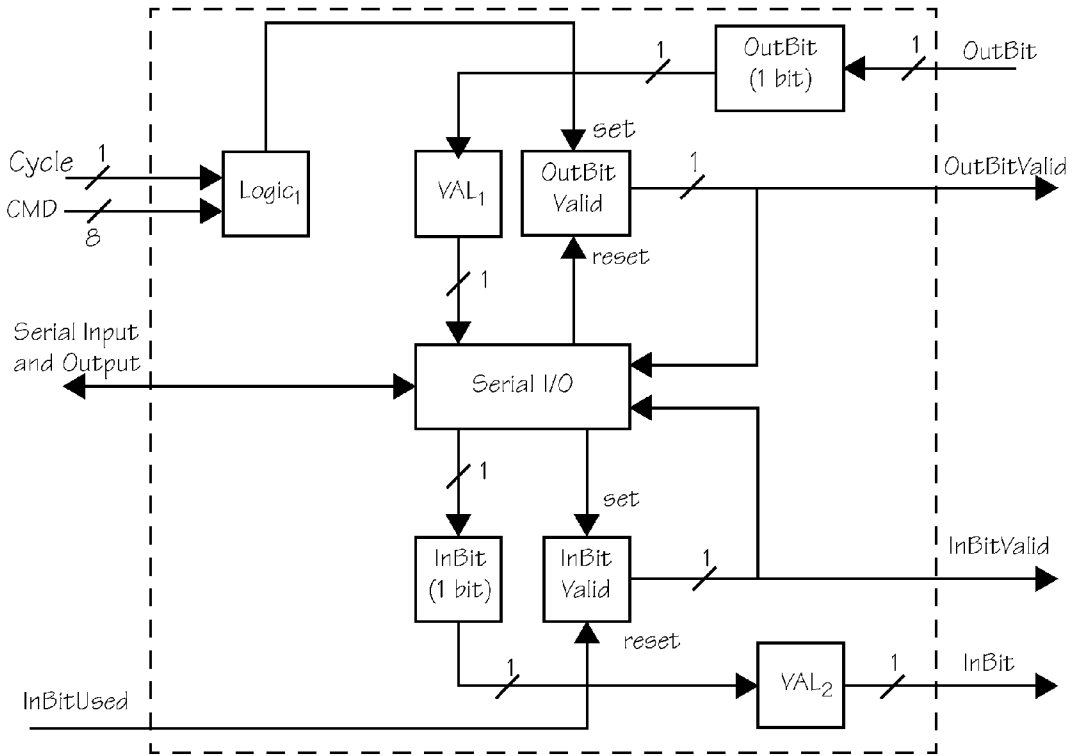 1
OutBit
(1 bit)
1
OutBit
set
Cycle
1
Logic1
VAL1
OutBit
Valid
1
OutBitValid
CMD
8
reset
1
Serial Input
and Output
Serial I/O
1
set
InBit
(1 bit)
InBit
Valid
1
InBitValid
reset
1
VAL2
1
InBit
InBitUsed